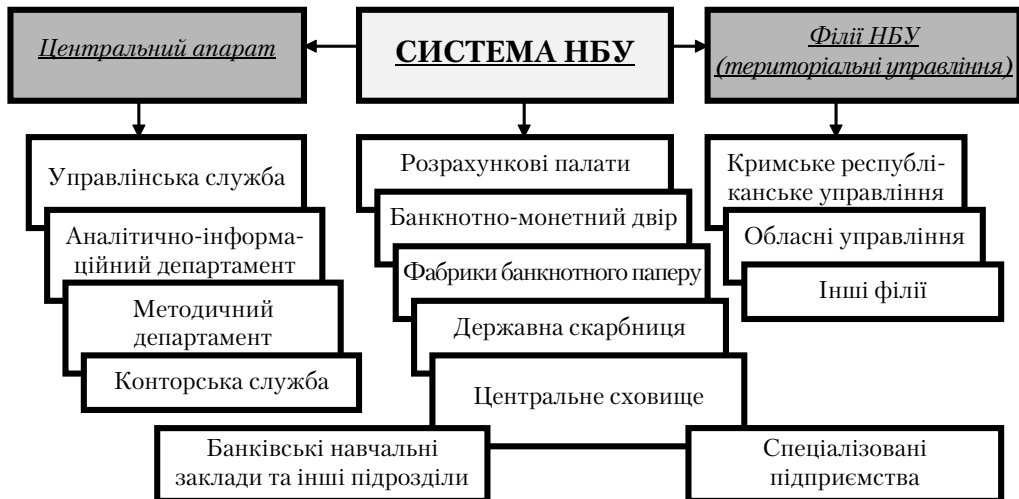 Центральний апарат
СИСТЕМА НБУ
Філії НБУ
(територіальні управління)
Управлінська служба
Аналітично-інформа-
ційний департамент
Методичний
департамент
Конторська служба
Розрахункові палати
Банкнотно-монетний двір
Фабрики банкнотного паперу
Державна скарбниця
Центральне сховище
Кримське республі-
канське управління
Обласні управління
Інші філії
Банківські навчальні
заклади та інші підрозділи
Спеціалізовані
підприємства